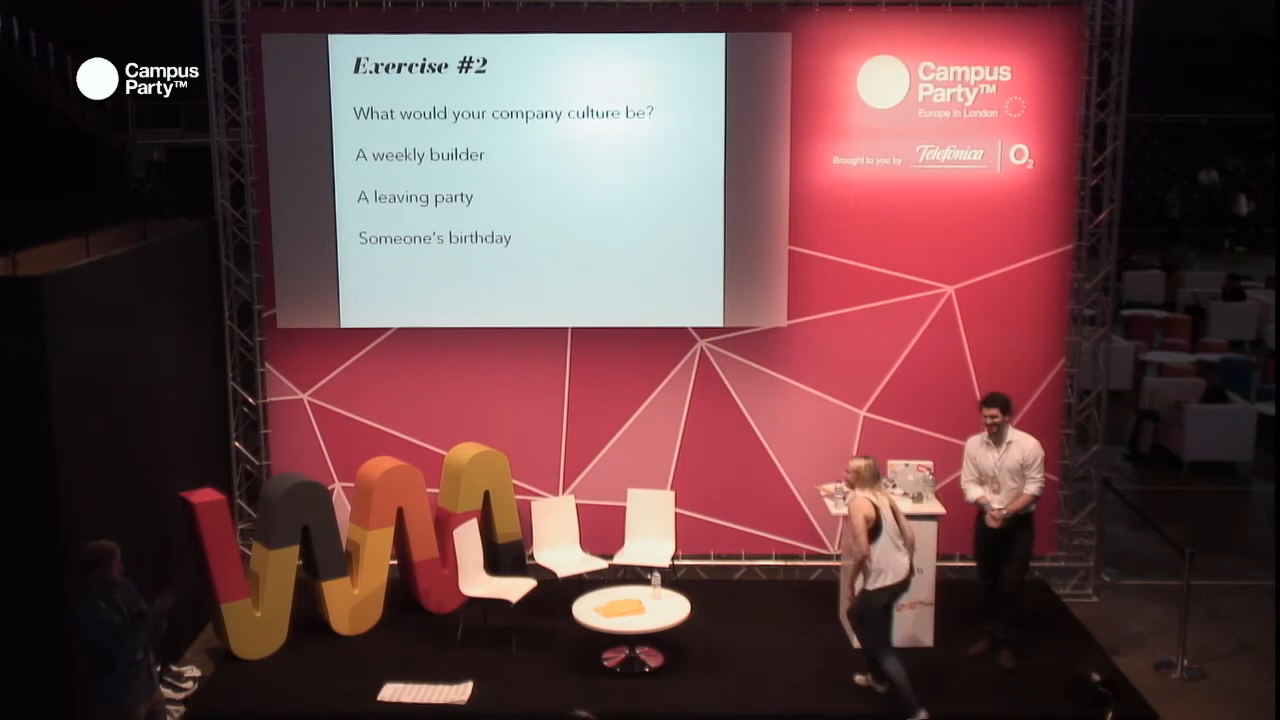 Campus
Party™
Exercise #2
What would your company culture be?
A weekly builder
A leaving party
Someone's birthday
Campus
Party™
Europe in London
Brought to you by
Telefónica
O2